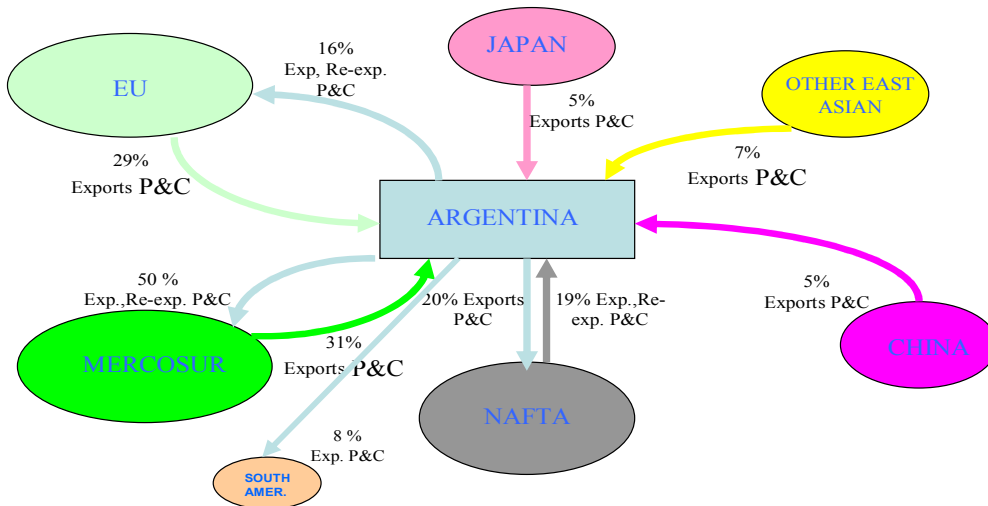 JAPAN
16%
Exp, Re-exp.
P&C
EU
OTHER EAST
ASIAN
5%
Exports P&C
29%
Exports P&C
7%
Exports P&C
ARGENTINA
50 %
Exp.,Re-exp. P&C
20% Exports
P&C
19% Exp.,Re-
exp. P&C
5%
Exports P&C
MERCOSUR
31%
Exports P&C
CHINA
NAFTA
8 %
Exp. P&C
SOUTH
AMER.